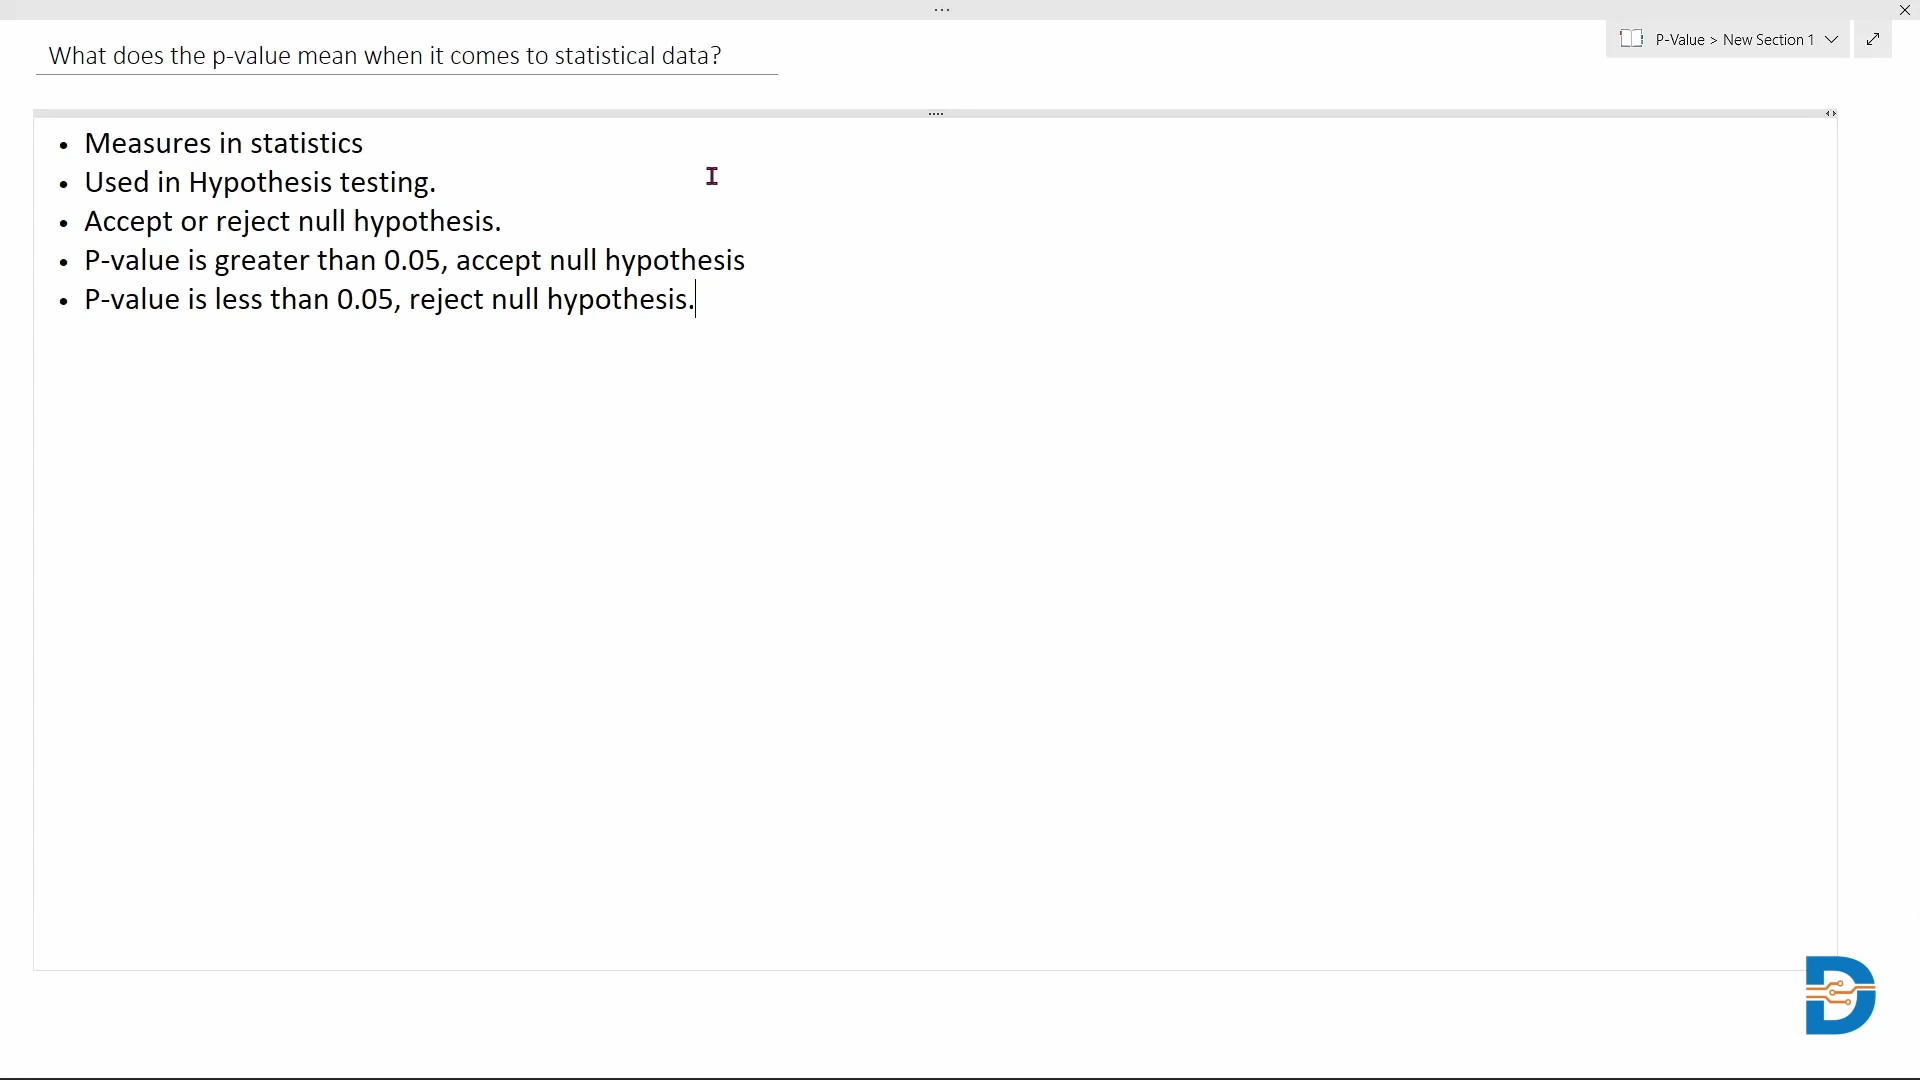 P-Value > New Section 1
What does the p-value mean when it comes to statistical data?
• Measures in statistics
• Used in Hypothesis testing.
• Accept or reject null hypothesis.
• P-value is greater than 0.05, accept null hypothesis
• P-value is less than 0.05, reject null hypothesis.
D